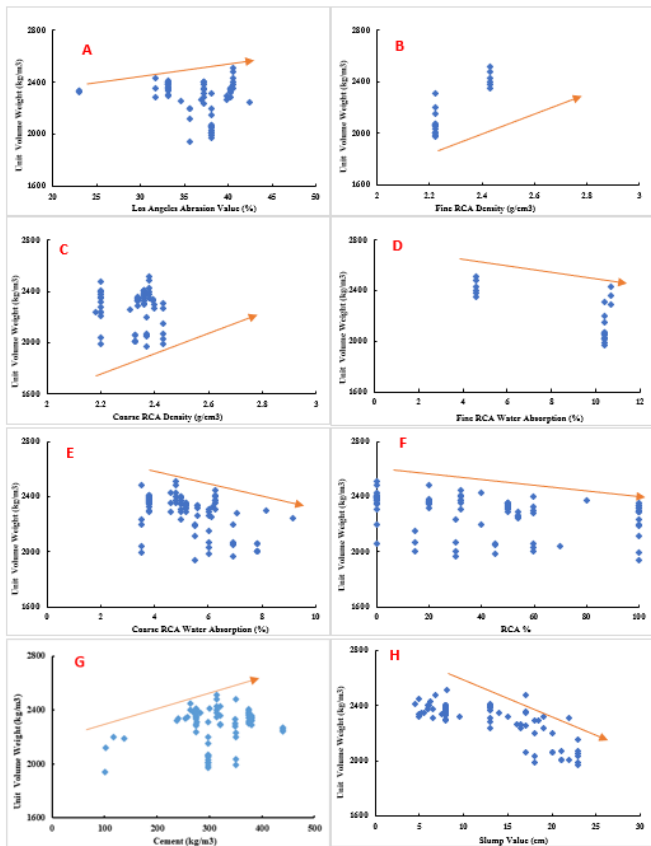 A
Unit Volume Weight (kg/m3)
2800
2400
2000
1600
20 25 30 35 40 45 50
Los Angeles Abrasion Value (%)
B
Unit Volume Weight (kg/m3)
2800
2400
2000
1600
2 2.2 2.4 2.6 2.8 3
Fine RCA Density (g/cm3)
C
Unit Volume Weight (kg/m3)
2800
2400
2000
1600
2 2.2 2.4 2.6 2.8 3
Coarse RCA Density (g/cm3)
D
Unit Volume Weight (kg/m3)
2800
2400
2000
1600
0 2 4 6 8 10 12
Fine RCA Water Absorption (%)
E
Unit Volume Weight (kg/m3)
2800
2400
2000
1600
0 2 4 6 8 10
Coarse RCA Water Absorption (%)
F
Unit Volume Weight (kg/m3)
2800
2400
2000
1600
0 20 40 60 80 100
RCA %
G
Unit Volume Weight (kg/m3)
2800
2400
2000
1600
0 100 200 300 400 500
Cement (kg/m3)
H
Unit Volume Weight (kg/m3)
2800
2400
2000
1600
0 5 10 15 20 25 30
Slump Value (cm)